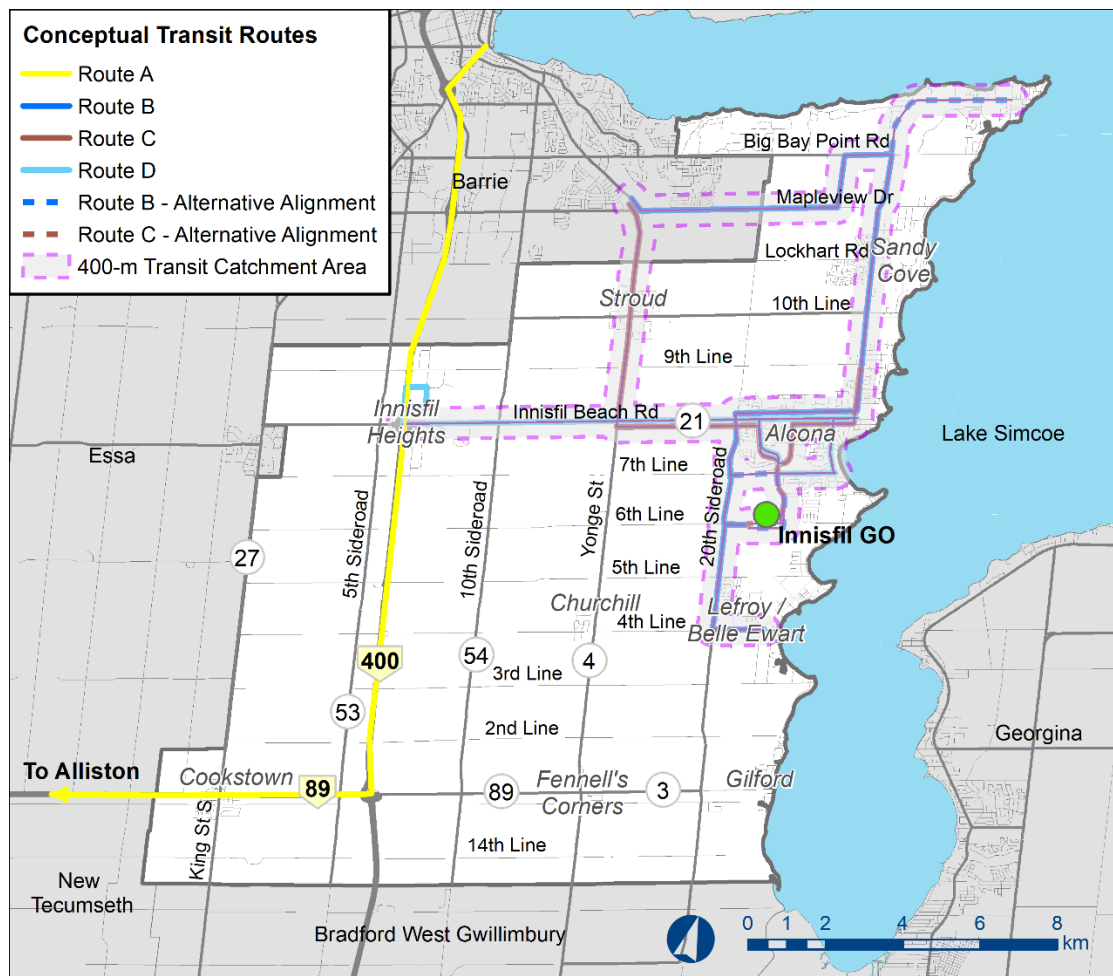 Conceptual Transit Routes
Route A
Route B
Route C
Route D
Route B - Alternative Alignment
Route C - Alternative Alignment
400-m Transit Catchment Area
Big Bay Point Rd
Barrie
Mapleview Dr
Lockhart Rd
Sandy
Cove
Stroud
10th Line
9th Line
Innisfil
Heights
Innisfil Beach Rd
21
Alcona
Lake Simcoe
Essa
7th Line
5th Sideroad
10th Sideroad
Yonge St
20th Sideroad
6th Line
Innisfil GO
27
5th Line
Churchill
4th Line
Lefroy /
Belle Ewart
400
54
4
3rd Line
53
2nd Line
Georgina
To Alliston
Cookstown
89
89
Fennell's
Corners
3
Gilford
King St S
14th Line
New
Tecumseth
Bradford West Gwillimbury
0 1 2 4 6 8
km